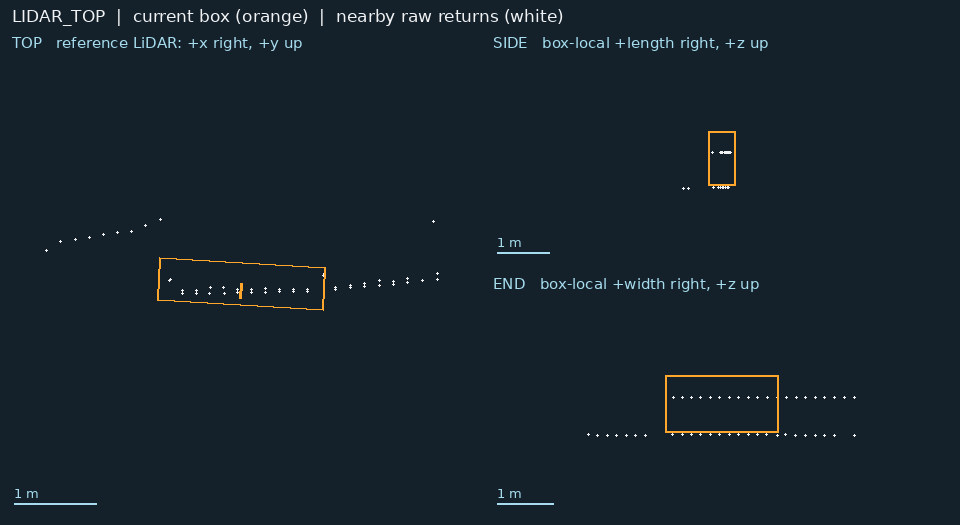 LIDAR_TOP  |  current box (orange)  |  nearby raw returns (white)
TOP   reference LiDAR: +x right, +y up
SIDE   box-local +length right, +z up
1 m
END   box-local +width right, +z up
1 m
1 m